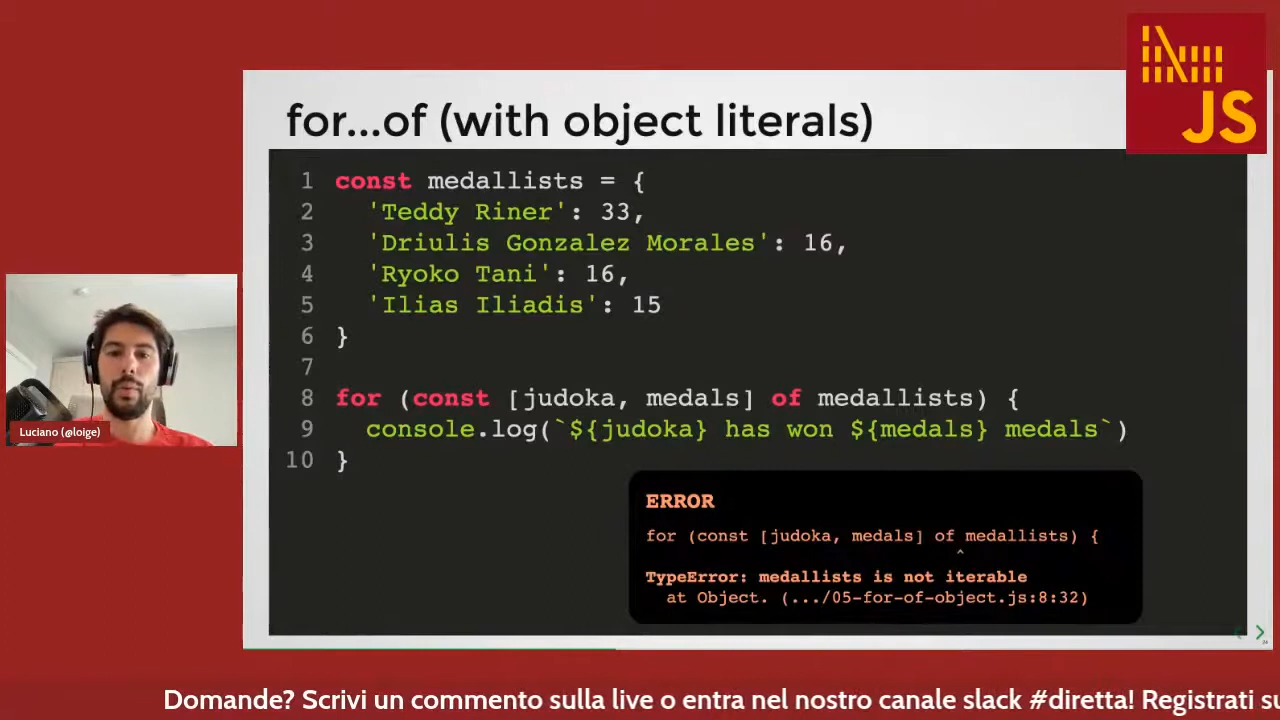 JS
for...of (with object literals)
1 const medallists = {
2 'Teddy Riner': 33,
3 'Driulis Gonzalez Morales': 16,
4 'Ryoko Tani': 16,
5 'Ilias Iliadis': 15
6 }
7
8 for (const [judoka, medals] of medallists) {
9 console.log(`${judoka} has won ${medals} medals`)
10 }
ERROR
for (const [judoka, medals] of medallists) {
^
TypeError: medallists is not iterable
at Object. (.../05-for-of-object.js:8:32)
Luciano (@loige)
Domande? Scrivi un commento sulla live o entra nel nostro canale slack #diretta! Registrati su